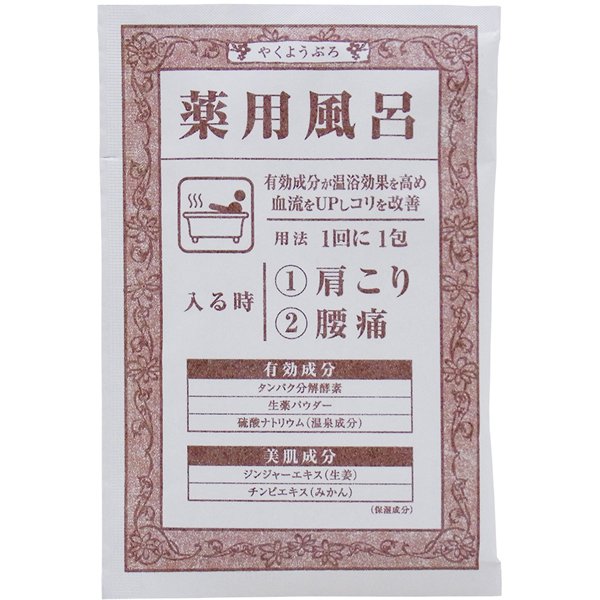 やくようぶろ
薬用風呂
有効成分が温浴効果を高め
血流をUPしコリを改善
用法 1回に1包
入る時
①肩こり
②腰痛
有効成分
タンパク分解酵素
生薬パウダー
硫酸ナトリウム(温泉成分)
美肌成分
ジンジャーエキス(生姜)
チンピエキス(みかん)
(保湿成分)